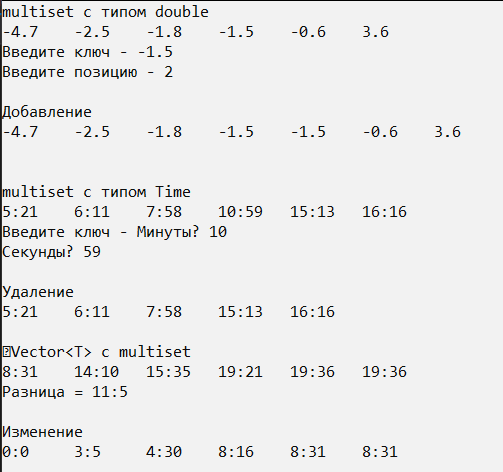 multiset с типом double
-4.7 -2.5 -1.8 -1.5 -0.6 3.6
Введите ключ - -1.5
Введите позицию - 2
Добавление
-4.7 -2.5 -1.8 -1.5 -1.5 -0.6 3.6
multiset с типом Time
5:21 6:11 7:58 10:59 15:13 16:16
Введите ключ - Минуты? 10
Секунды? 59
Удаление
5:21 6:11 7:58 15:13 16:16
Vector<T> с multiset
8:31 14:10 15:35 19:21 19:36 19:36
Разница = 11:5
Изменение
0:0 3:5 4:30 8:16 8:31 8:31